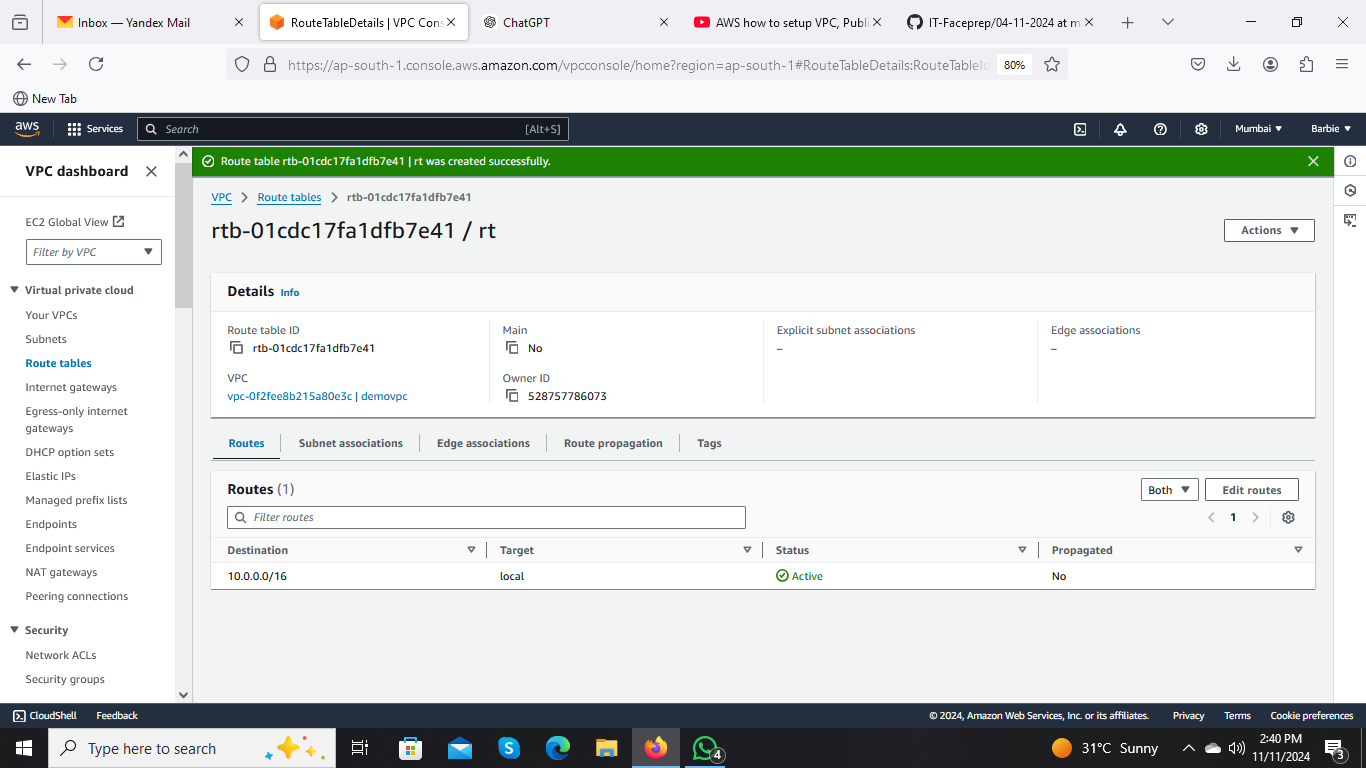 Inbox — Yandex Mail
RouteTableDetails | VPC Cons
ChatGPT
AWS how to setup VPC, Publi
IT-Faceprep/04-11-2024 at m
https://ap-south-1.console.aws.amazon.com/vpcconsole/home?region=ap-south-1#RouteTableDetails:RouteTableId
80%
New Tab
aws
Services
Search
[Alt+S]
Mumbai
Barbie
VPC dashboard
EC2 Global View
Filter by VPC
Virtual private cloud
Your VPCs
Subnets
Route tables
Internet gateways
Egress-only internet
gateways
DHCP option sets
Elastic IPs
Managed prefix lists
Endpoints
Endpoint services
NAT gateways
Peering connections
Security
Network ACLs
Security groups
Route table rtb-01cdc17fa1dfb7e41 | rt was created successfully.
VPC
Route tables
rtb-01cdc17fa1dfb7e41
rtb-01cdc17fa1dfb7e41 / rt
Actions
Details Info
Route table ID
rtb-01cdc17fa1dfb7e41
Main
No
Explicit subnet associations
–
Edge associations
–
VPC
vpc-0f2fee8b215a80e3c | demovpc
Owner ID
528757786073
Routes
Subnet associations
Edge associations
Route propagation
Tags
Routes (1)
Both
Edit routes
Filter routes
1
Destination
Target
Status
Propagated
10.0.0.0/16
local
Active
No
CloudShell
Feedback
© 2024, Amazon Web Services, Inc. or its affiliates.
Privacy
Terms
Cookie preferences
Type here to search
4
31°C Sunny
2:40 PM
11/11/2024
3